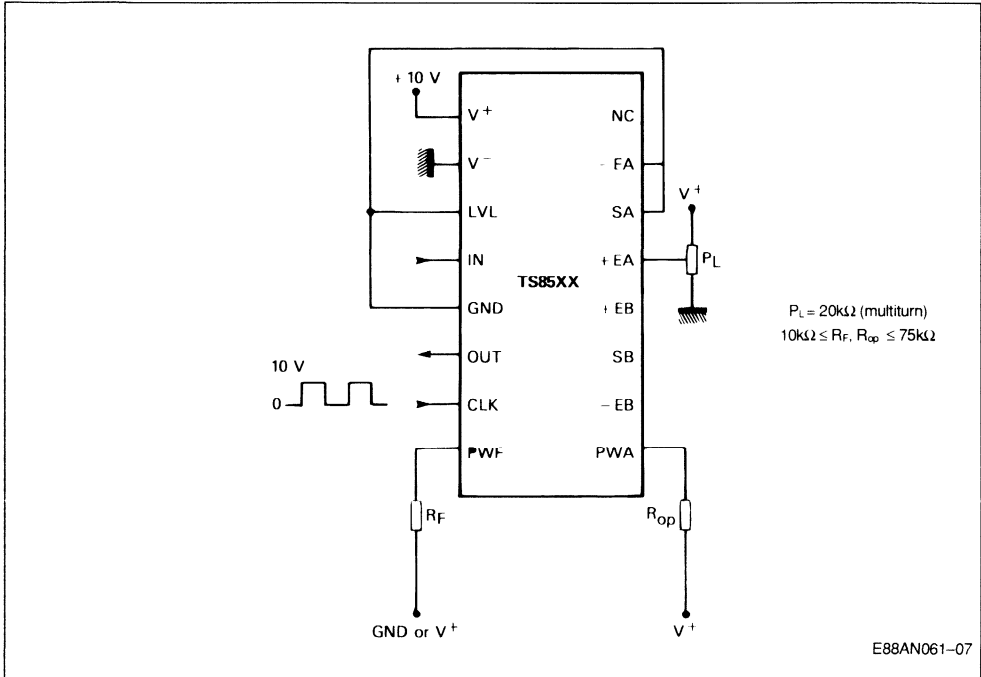 + 10 V
V+ NC
V− − EA
LVL SA
V+
IN + EA
PL
TS85XX
GND + EB
PL = 20kΩ (multiturn)
10kΩ ≤ RF, Rop ≤ 75kΩ
OUT SB
10 V
0
CLK − EB
PWF PWA
RF
Rop
GND or V+
V+
E88AN061–07